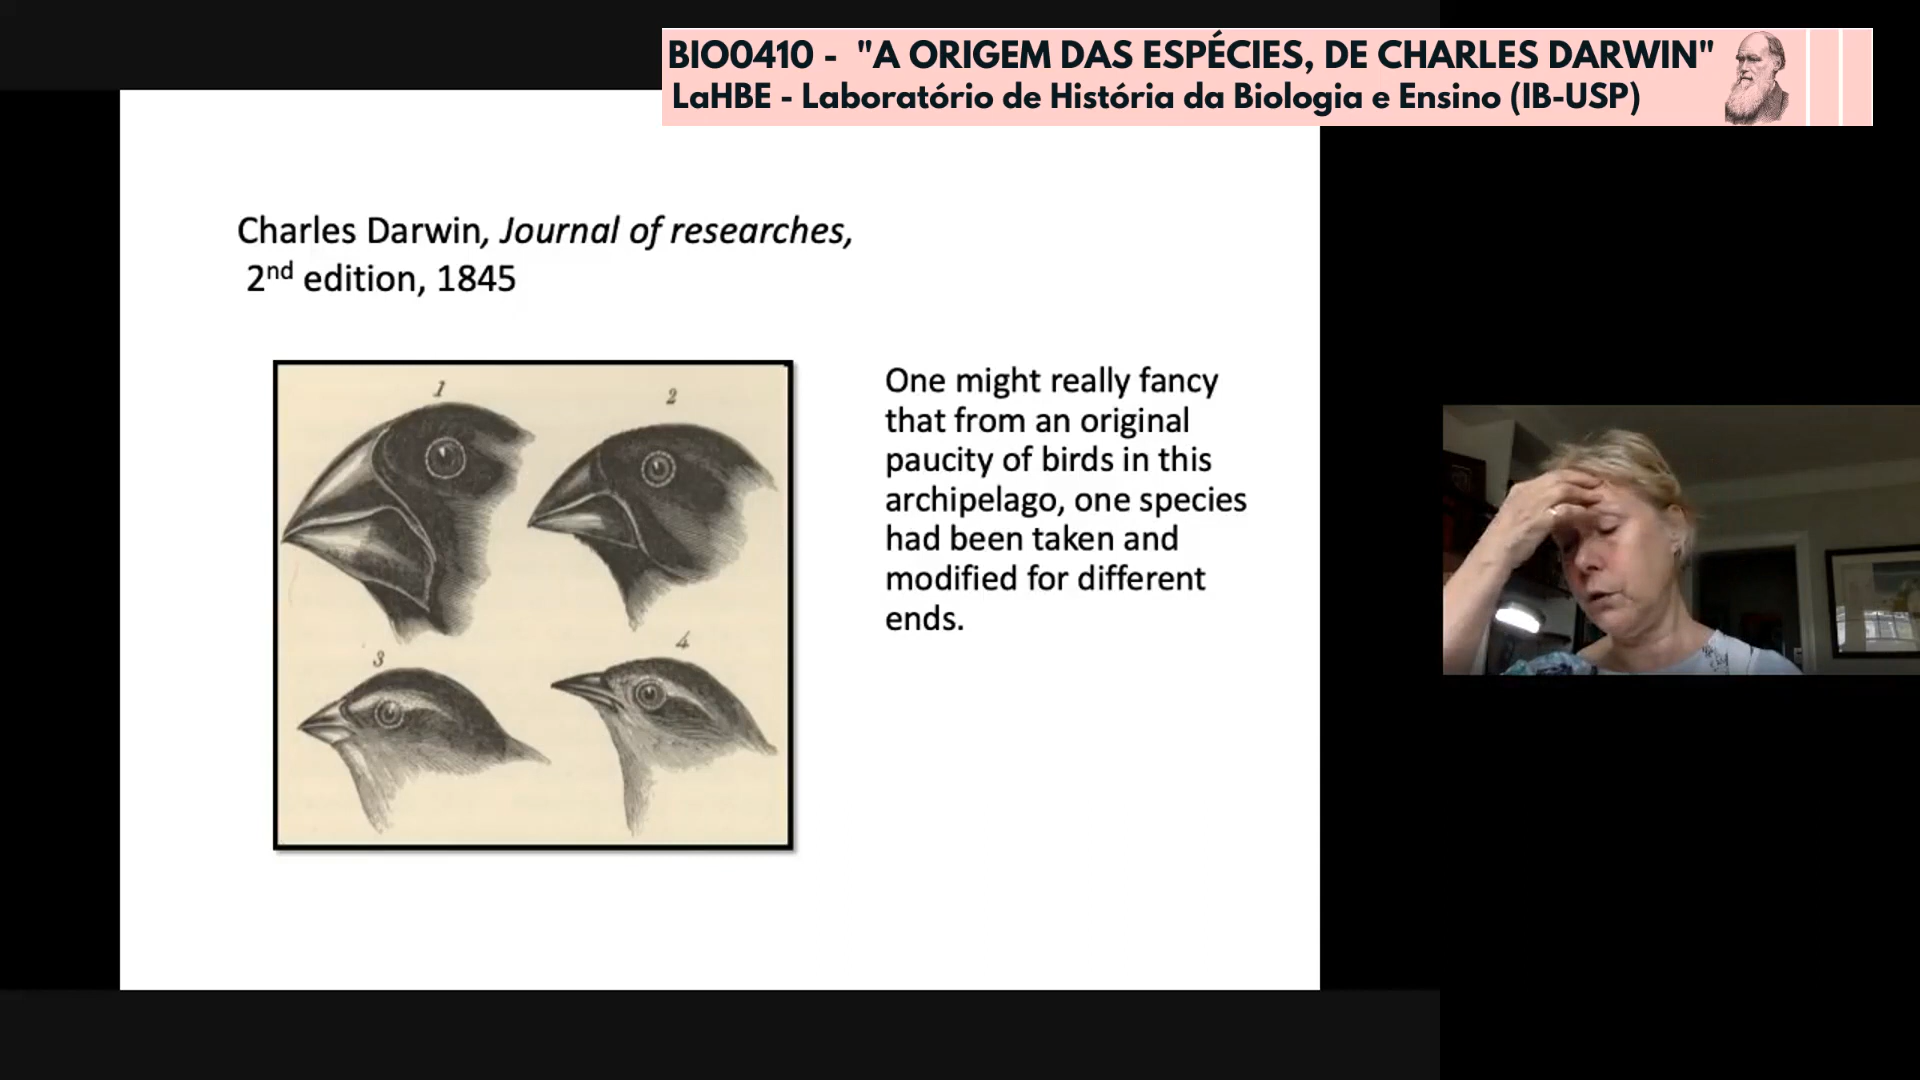 BIO0410 - "A ORIGEM DAS ESPÉCIES, DE CHARLES DARWIN"
LaHBE - Laboratório de História da Biologia e Ensino (IB-USP)
Charles Darwin, Journal of researches,
2nd edition, 1845
1
2
3
4
One might really fancy
that from an original
paucity of birds in this
archipelago, one species
had been taken and
modified for different
ends.